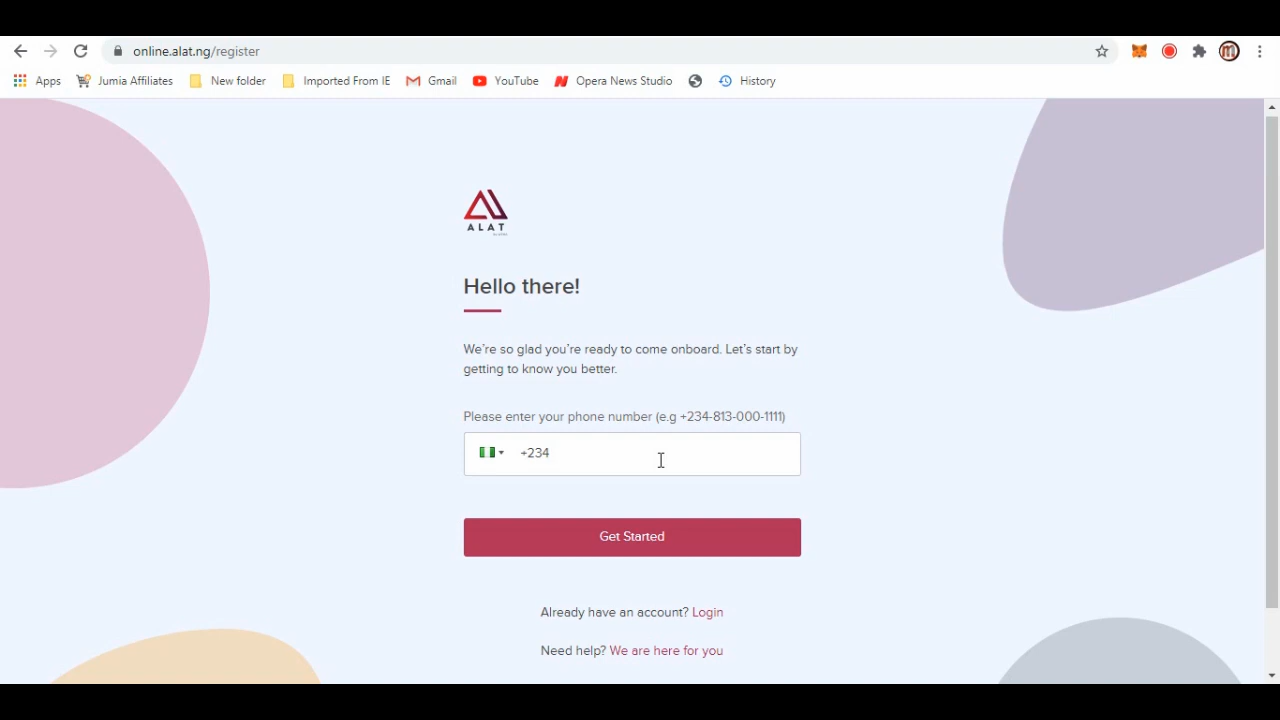 online.alat.ng/register
Apps Jumia Affiliates New folder Imported From IE Gmail YouTube Opera News Studio History
ALAT
Hello there!
We’re so glad you’re ready to come onboard. Let’s start by
getting to know you better.
Please enter your phone number (e.g +234-813-000-1111)
+234
Get Started
Already have an account? Login
Need help? We are here for you